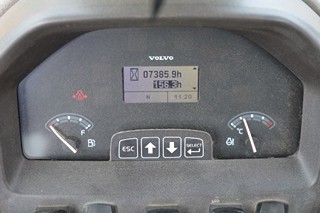 VOLVO
07385.9h
156.3h
N 11:20
F
°C
ESC SELECT